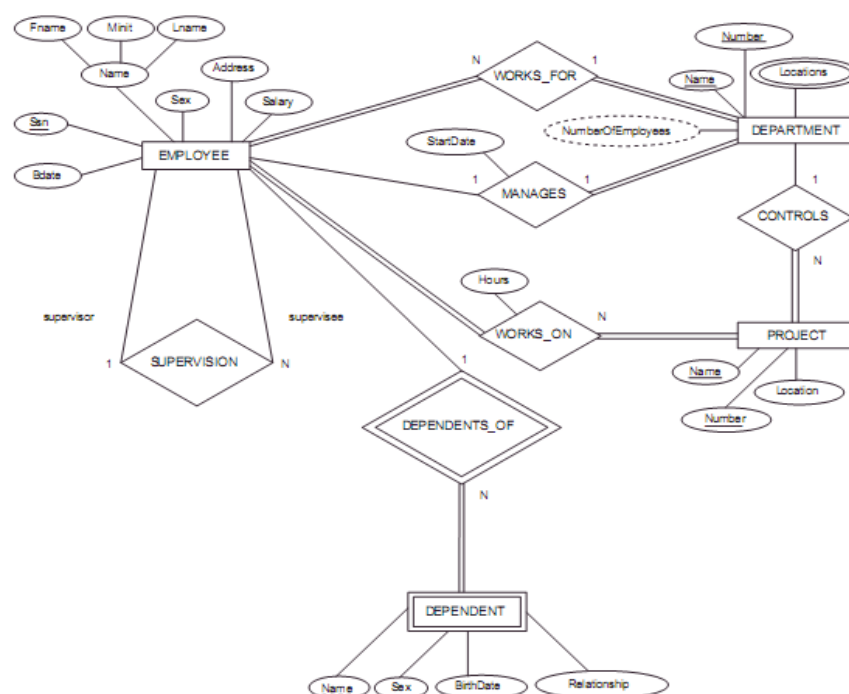 Fname
Minit
Lname
Name
Sex
Address
Salary
Ssn
Bdate
EMPLOYEE
N
WORKS_FOR
1
Number
Name
Locations
NumberOfEmployees
DEPARTMENT
StartDate
1
MANAGES
1
1
CONTROLS
N
supervisor
supervisee
1
SUPERVISION
N
Hours
WORKS_ON
N
PROJECT
Name
Number
Location
1
DEPENDENTS_OF
N
DEPENDENT
Name
Sex
BirthDate
Relationship